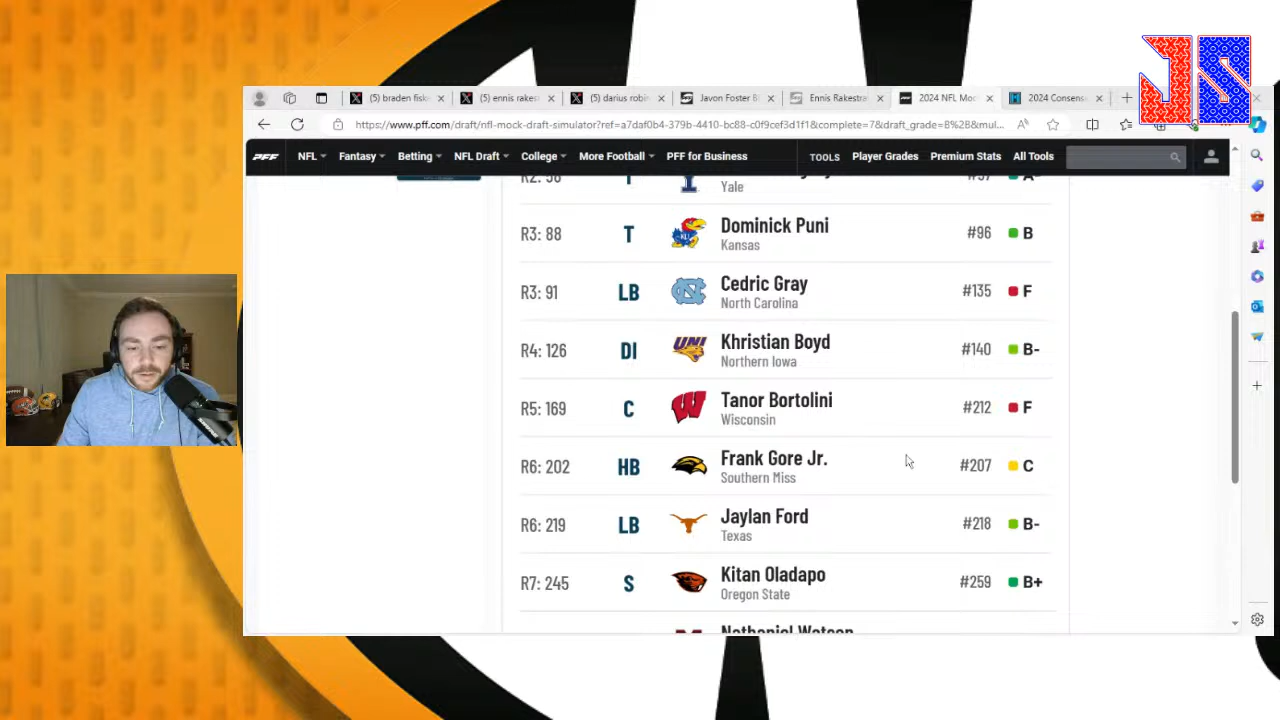 JS
(5) braden fisk
(5) ennis rakes
(5) darius robin
Javon Foster B
Ennis Rakestra
2024 NFL Moc
2024 Consens
https://www.pff.com/draft/nfl-mock-draft-simulator?ref=a7daf0b4-379b-4410-bc88-c0f9cef3d1f1&complete=7&draft_grade=B%2B&mul...
PFF NFL Fantasy Betting NFL Draft College More Football PFF for Business TOOLS Player Grades Premium Stats All Tools
Yale
R3: 88 T Dominick Puni #96 B
Kansas
R3: 91 LB Cedric Gray #135 F
North Carolina
R4: 126 DI UNI Khristian Boyd #140 B-
Northern Iowa
R5: 169 C W Tanor Bortolini #212 F
Wisconsin
R6: 202 HB Frank Gore Jr. #207 C
Southern Miss
R6: 219 LB Jaylan Ford #218 B-
Texas
R7: 245 S Kitan Oladapo #259 B+
Oregon State
Nathaniel Watson